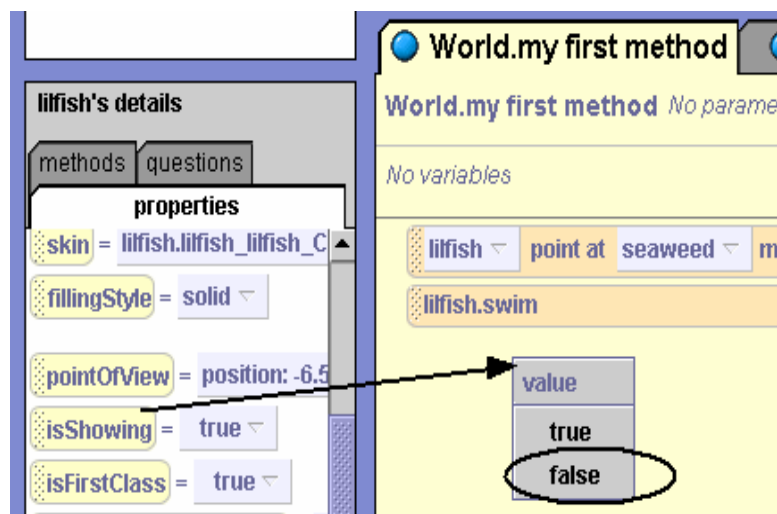 lilfish's details
methods questions
properties
skin = lilfish.lilfish_lilfish_C
fillingStyle = solid
pointOfView = position: -6.5
isShowing = true
isFirstClass = true
World.my first method
World.my first method No parame
No variables
lilfish point at seaweed m
lilfish.swim
value
true
false